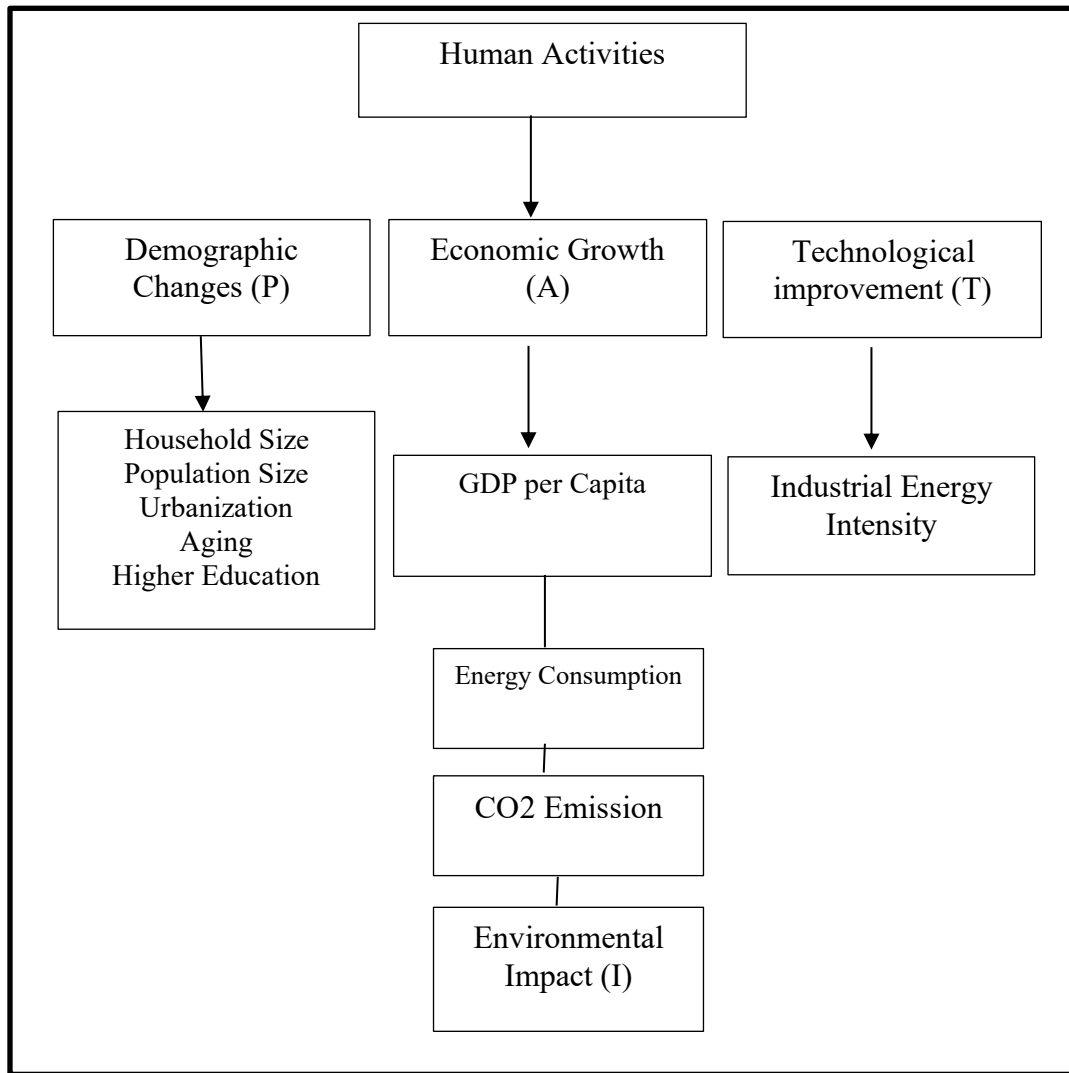 Human Activities
Demographic
Changes (P)
Economic Growth
(A)
Technological
improvement (T)
Household Size
Population Size
Urbanization
Aging
Higher Education
GDP per Capita
Industrial Energy
Intensity
Energy Consumption
CO2 Emission
Environmental
Impact (I)